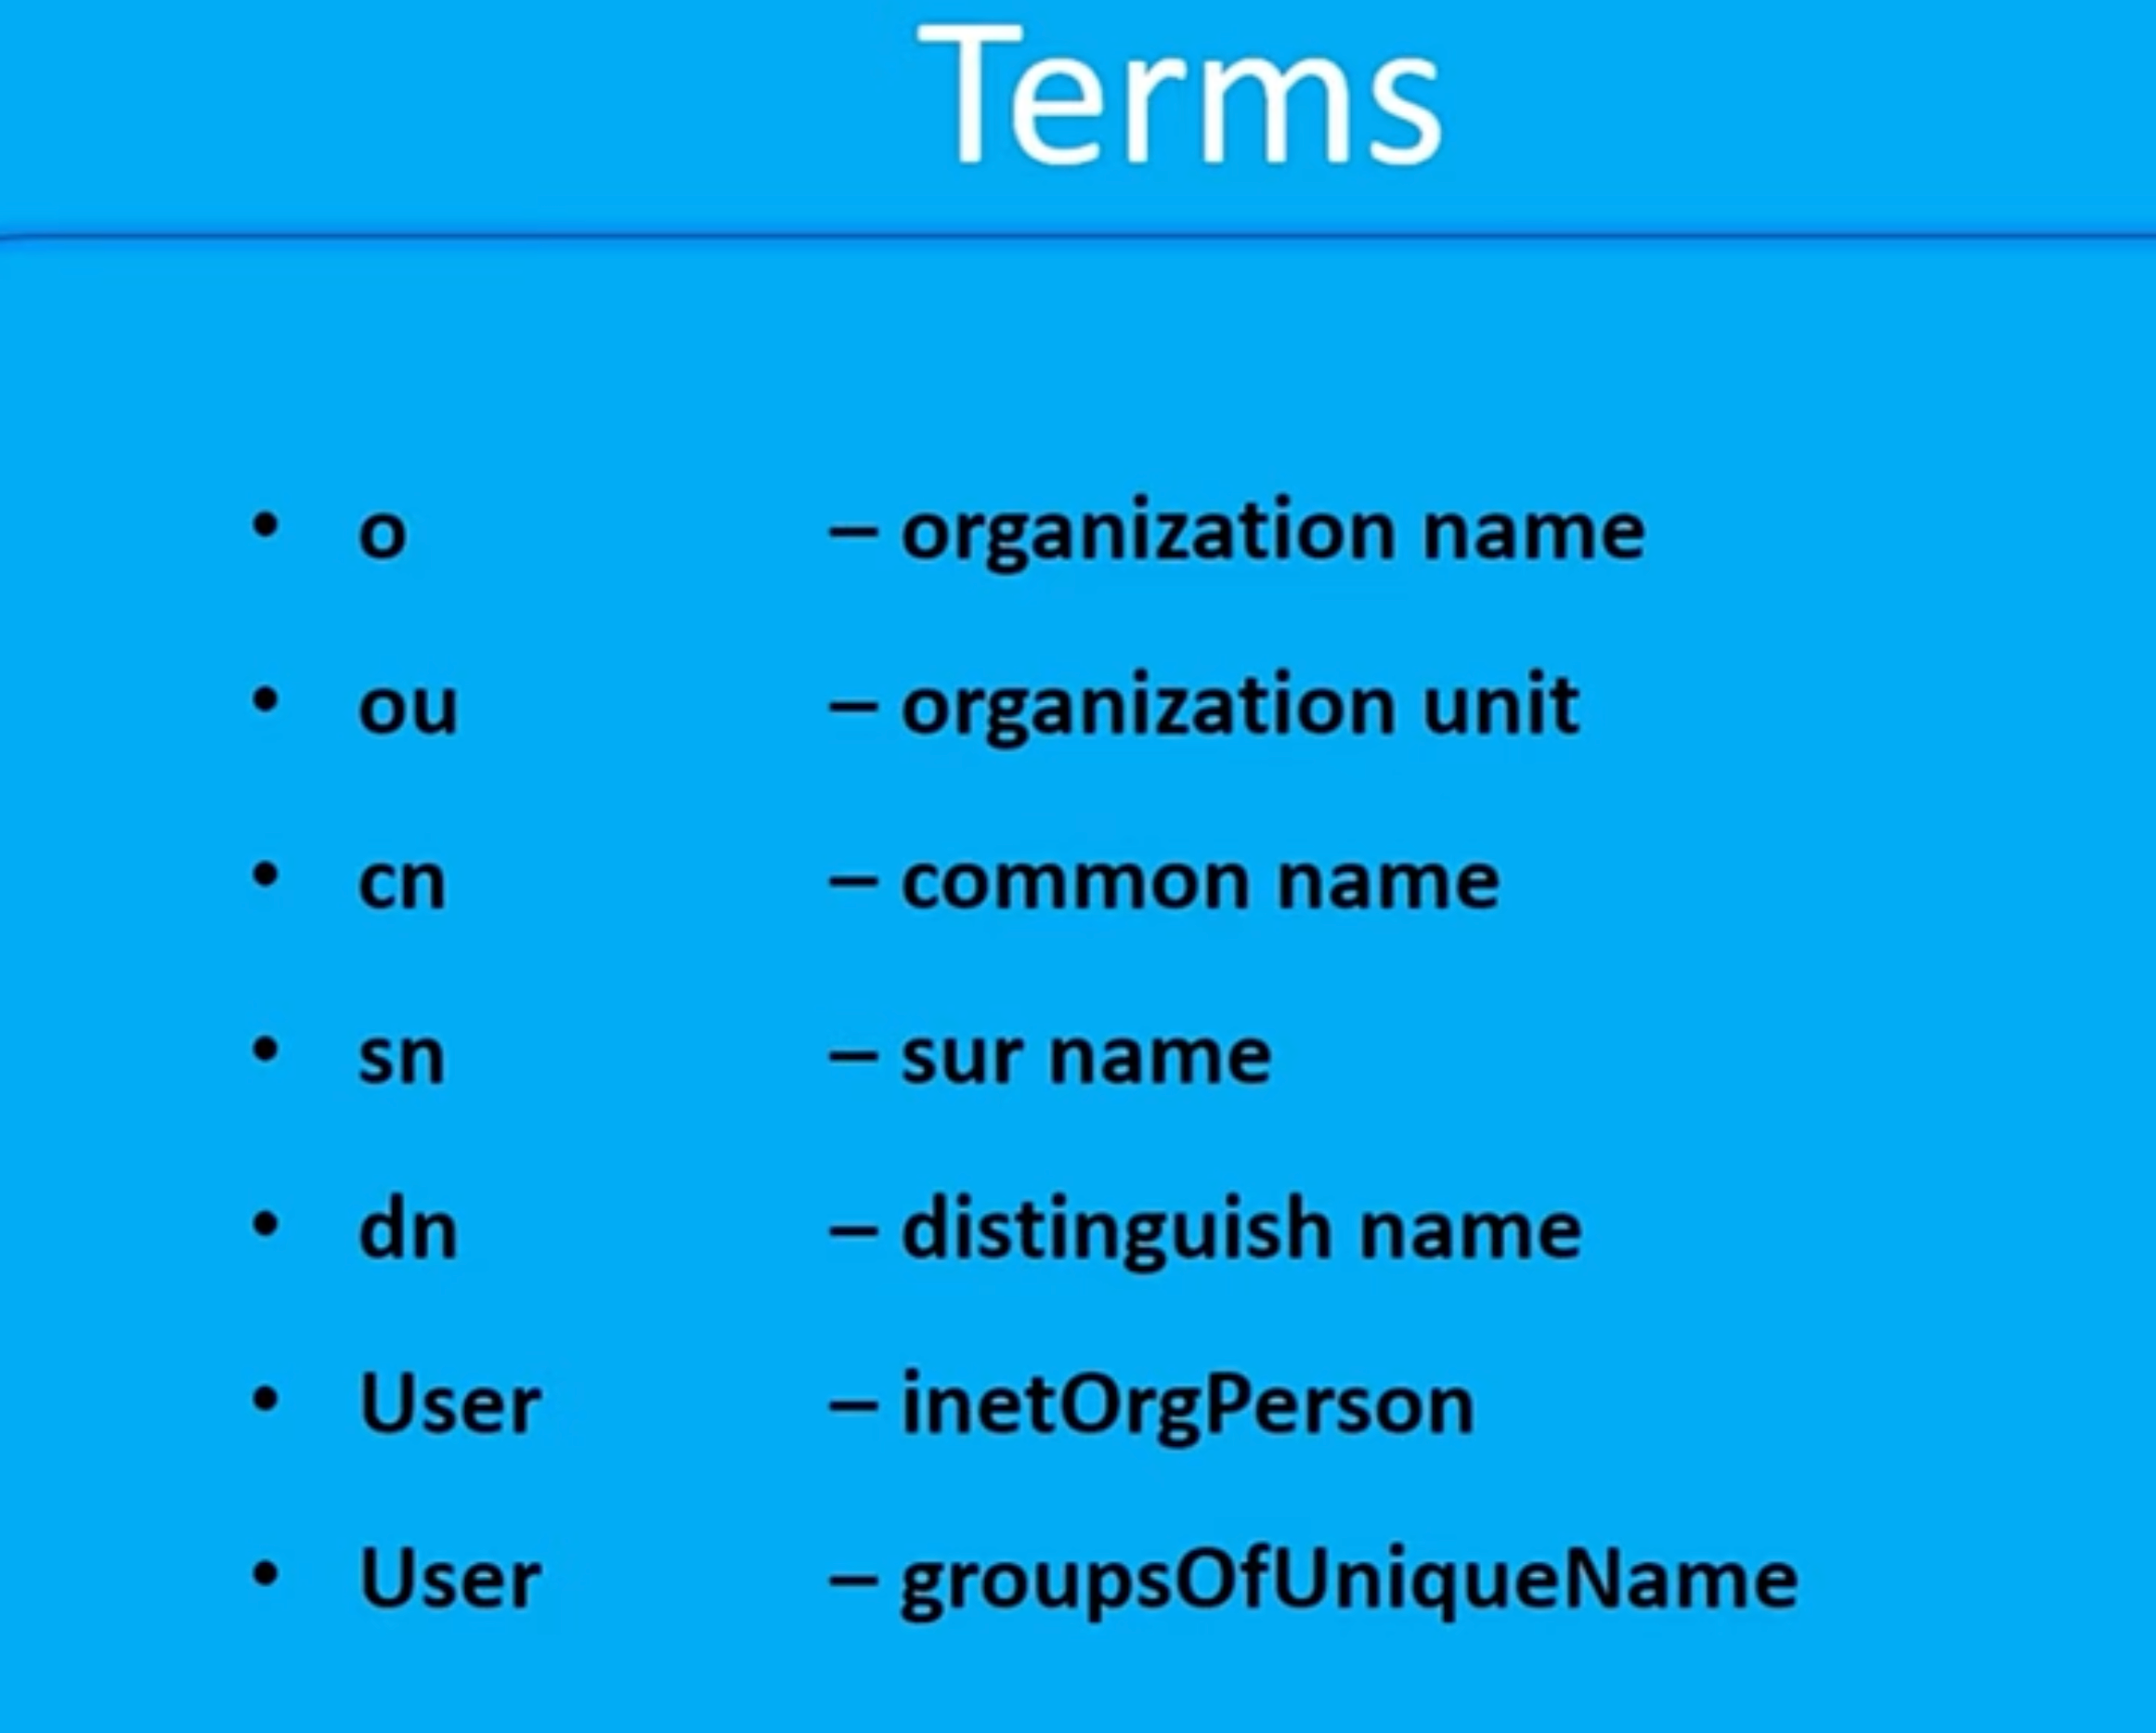 Terms
• o – organization name
• ou – organization unit
• cn – common name
• sn – sur name
• dn – distinguish name
• User – inetOrgPerson
• User – groupsOfUniqueName